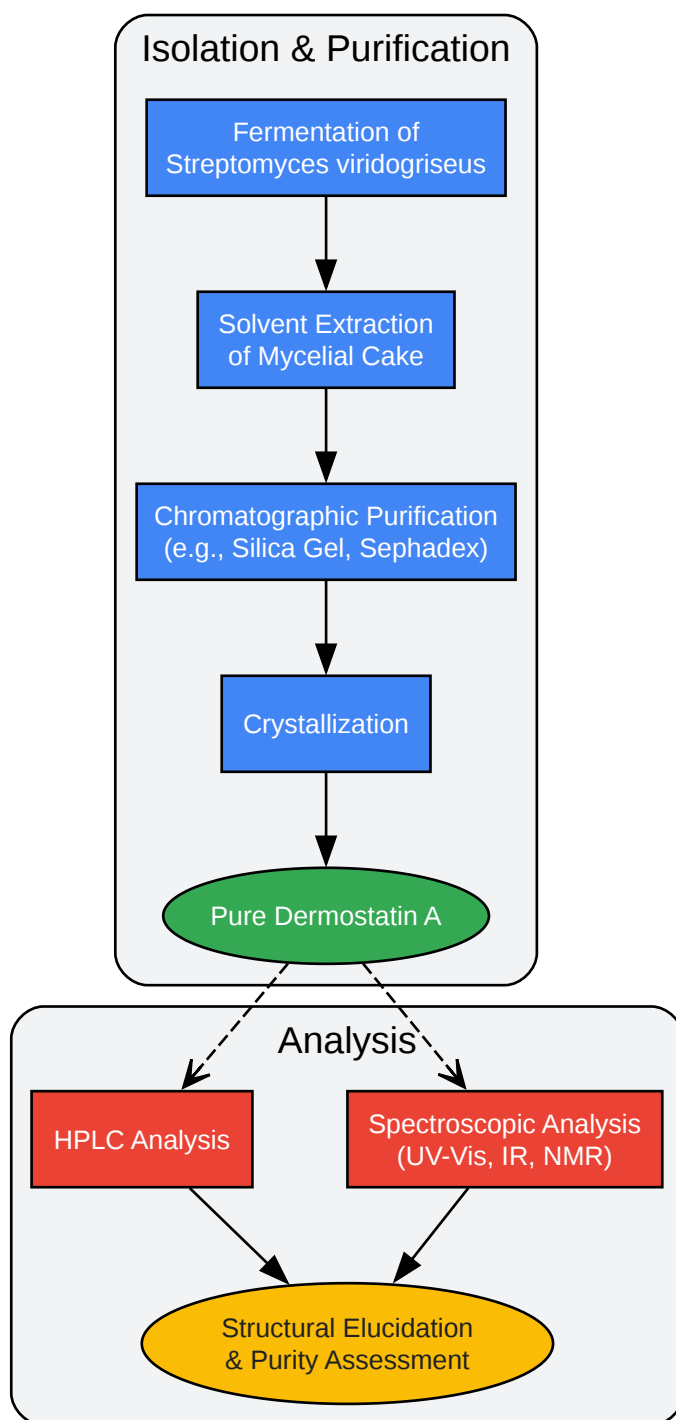 Isolation & Purification
Fermentation of
Streptomyces viridogriseus
Solvent Extraction
of Mycelial Cake
Chromatographic Purification
(e.g., Silica Gel, Sephadex)
Crystallization
Pure Dermostatin A
Analysis
HPLC Analysis
Spectroscopic Analysis
(UV-Vis, IR, NMR)
Structural Elucidation
& Purity Assessment